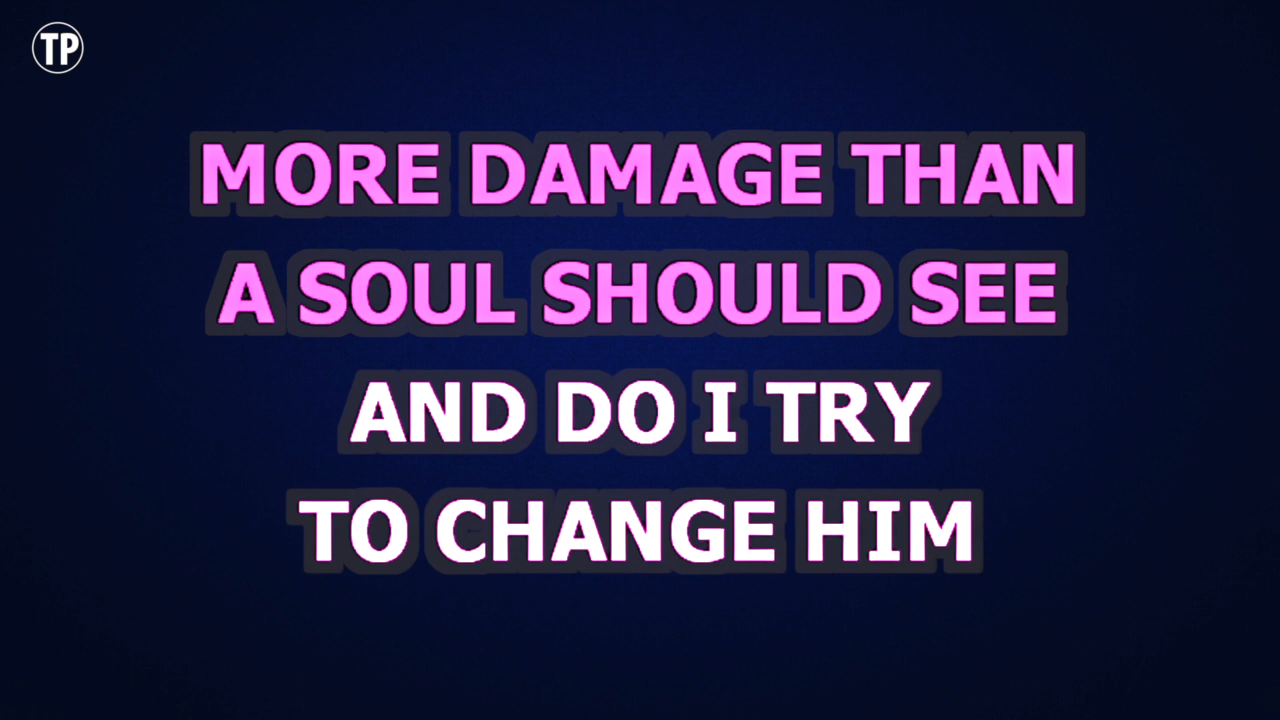 TP
MORE DAMAGE THAN
A SOUL SHOULD SEE
AND DO I TRY
TO CHANGE HIM